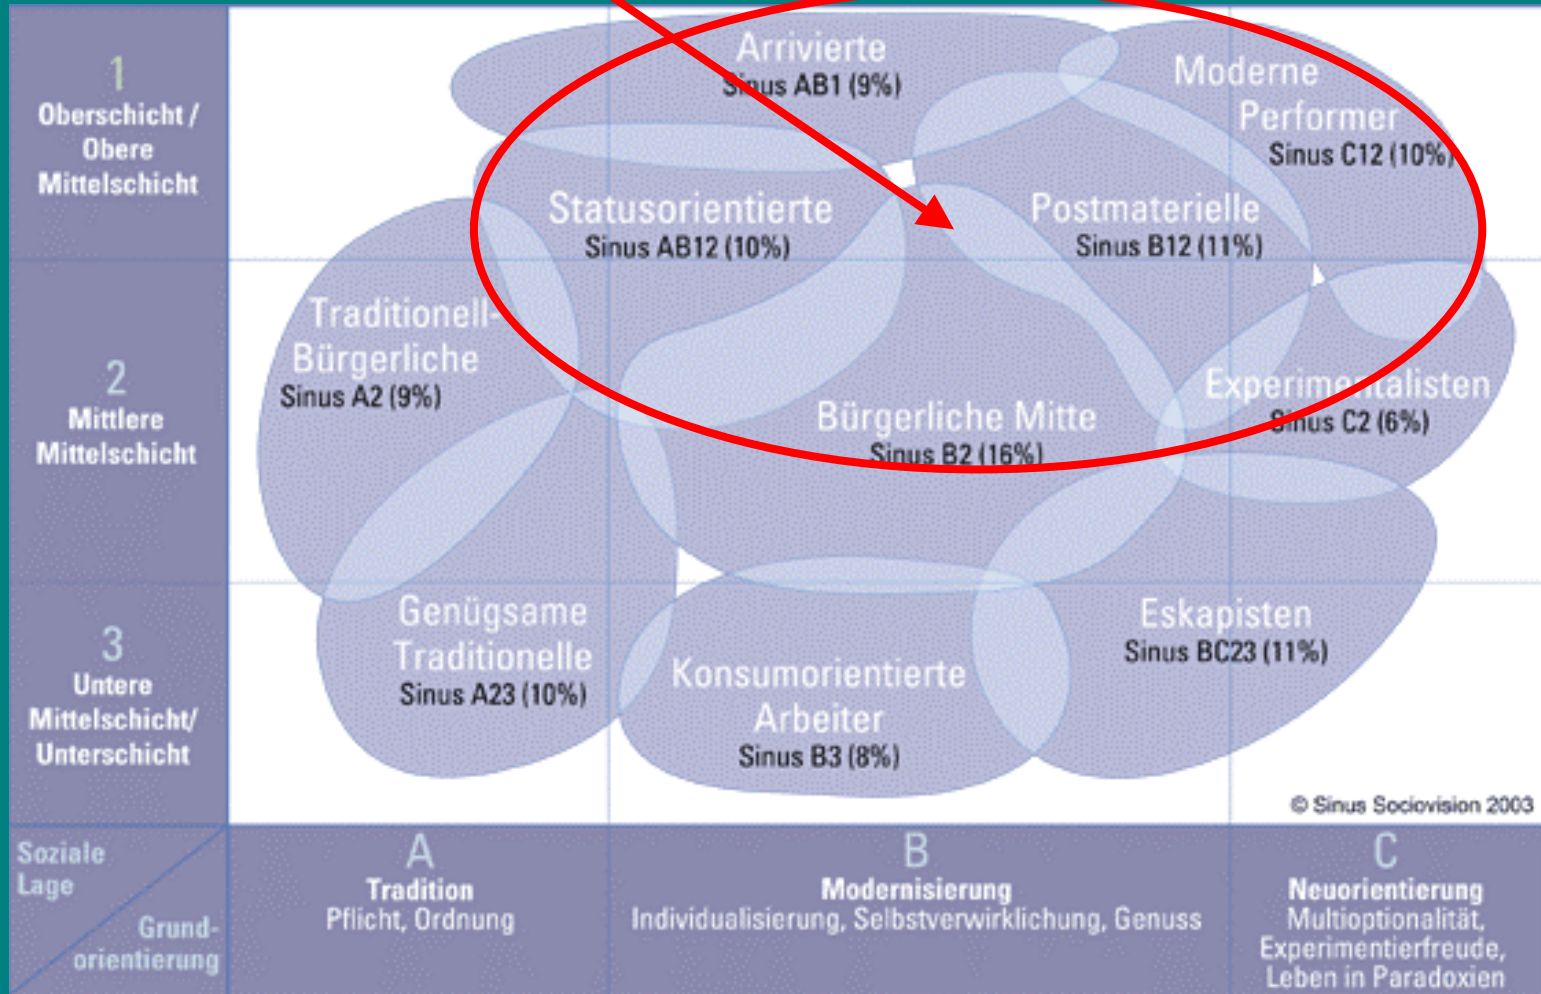 1
Oberschicht /
Obere
Mittelschicht
2
Mittlere
Mittelschicht
3
Untere
Mittelschicht/
Unterschicht
Arrivierte
Sinus AB1 (9%)
Moderne
Performer
Sinus C12 (10%)
Statusorientierte
Sinus AB12 (10%)
Postmaterielle
Sinus B12 (11%)
Traditionell-
Bürgerliche
Sinus A2 (9%)
Bürgerliche Mitte
Sinus B2 (16%)
Experimentalisten
Sinus C2 (6%)
Genügsame
Traditionelle
Sinus A23 (10%)
Konsumorientierte
Arbeiter
Sinus B3 (8%)
Eskapisten
Sinus BC23 (11%)
© Sinus Sociovision 2003
Soziale
Lage
Grund-
orientierung
A
Tradition
Pflicht, Ordnung
B
Modernisierung
Individualisierung, Selbstverwirklichung, Genuss
C
Neuorientierung
Multioptionalität,
Experimentierfreude,
Leben in Paradoxien